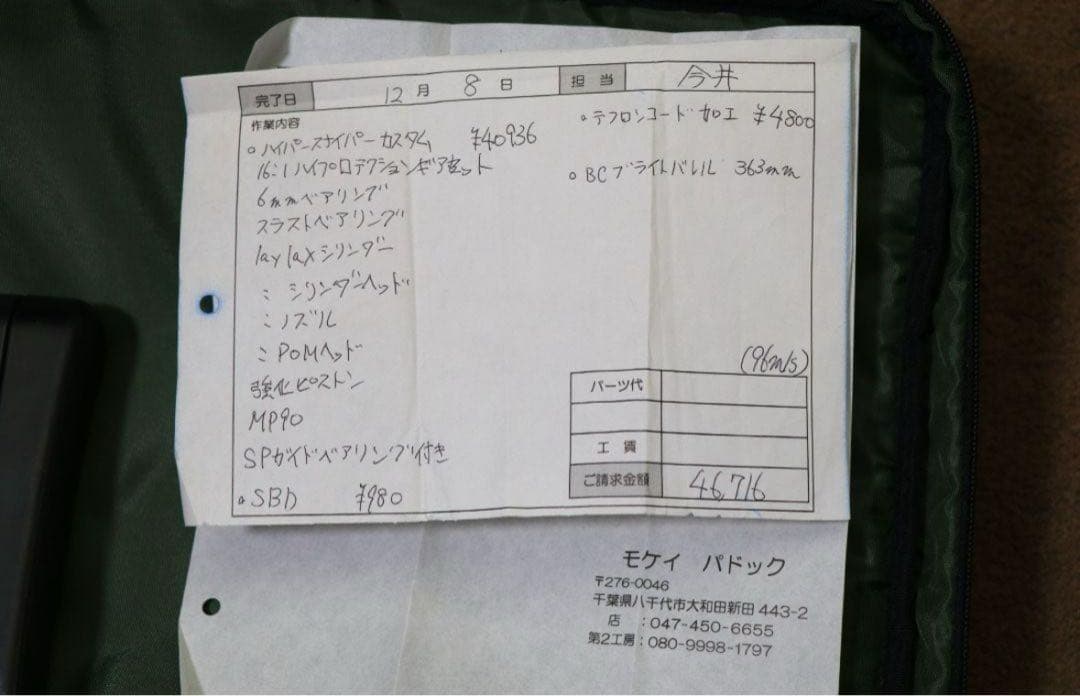 完了日 12月 8日 担当 今井
作業内容
。ハイパースナイパーカスタム ¥40936
16:1ハイプロテクションギアセット
6mmベアリング
スラストベアリング
laylaxシリンダー
〃 シリンダーヘッド
〃 ノズル
〃 POMヘッド
強化ピストン
MP90
SPガイドベアリング付き
。SBD ¥980
。テフロンコード加工 ¥4800
。BCブライトバレル 363mm
(96m/s)
パーツ代
工賃
ご請求金額 46,716
モケイ パドック
〒276-0046
千葉県八千代市大和田新田443-2
店 :047-450-6655
第2工房:080-9998-1797